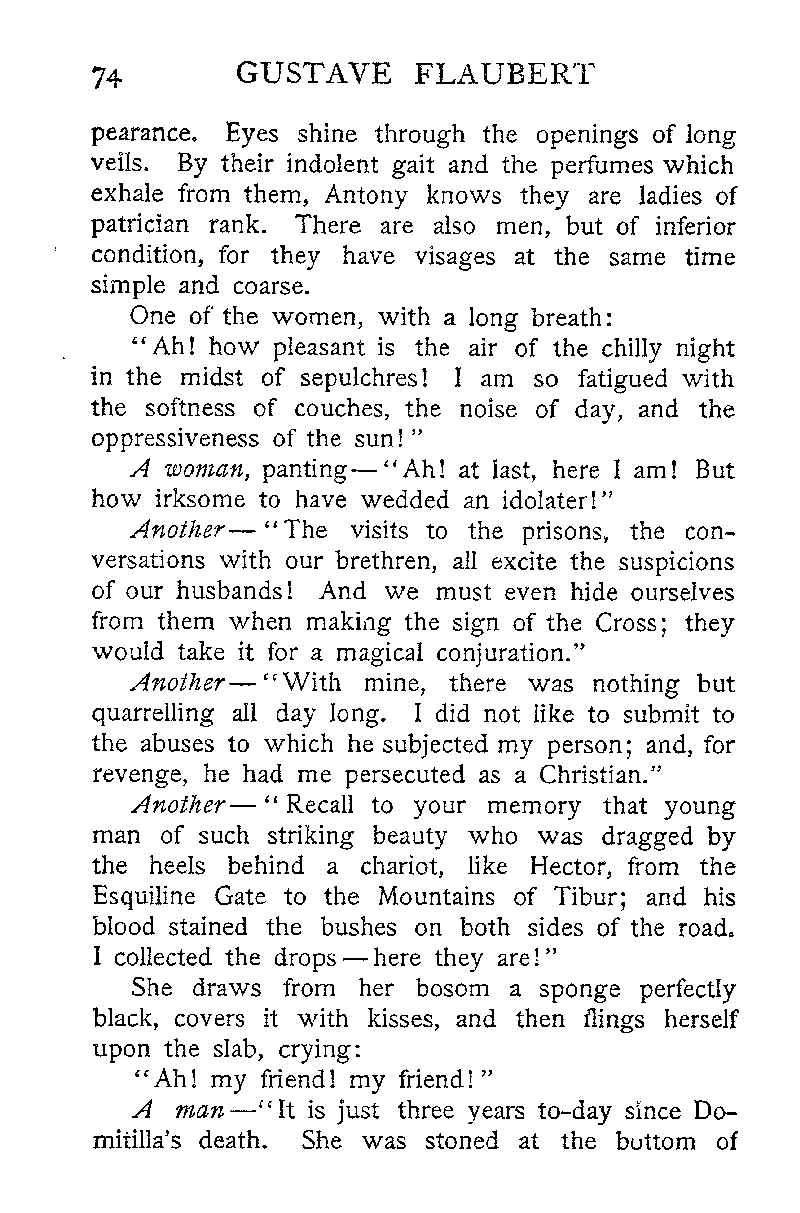 74 GUSTAVE FLAUBERT
pearance. Eyes shine through the openings of long
veils. By their indolent gait and the perfumes which
exhale from them, Antony knows they are ladies of
patrician rank. There are also men, but of inferior
condition, for they have visages at the same time
simple and coarse.
One of the women, with a long breath:
“Ah! how pleasant is the air of the chilly night
in the midst of sepulchres! I am so fatigued with
the softness of couches, the noise of day, and the
oppressiveness of the sun!”
A woman, panting—“Ah! at last, here I am! But
how irksome to have wedded an idolater!”
Another—“The visits to the prisons, the con-
versations with our brethren, all excite the suspicions
of our husbands! And we must even hide ourselves
from them when making the sign of the Cross; they
would take it for a magical conjuration.”
Another—“With mine, there was nothing but
quarrelling all day long. I did not like to submit to
the abuses to which he subjected my person; and, for
revenge, he had me persecuted as a Christian.”
Another—“Recall to your memory that young
man of such striking beauty who was dragged by
the heels behind a chariot, like Hector, from the
Esquiline Gate to the Mountains of Tibur; and his
blood stained the bushes on both sides of the road.
I collected the drops—here they are!”
She draws from her bosom a sponge perfectly
black, covers it with kisses, and then flings herself
upon the slab, crying:
“Ah! my friend! my friend!”
A man—“It is just three years to-day since Do-
mitilla’s death. She was stoned at the bottom of